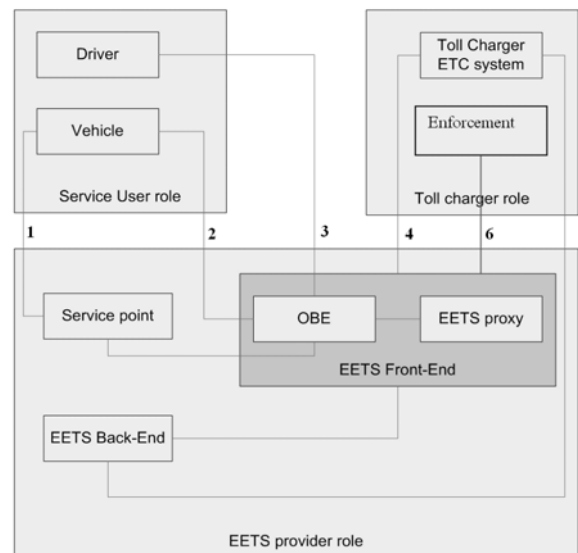 Driver
Toll Charger
ETC system
Vehicle
Enforcement
Service User role
Toll charger role
1
2
3
4
6
Service point
OBE
EETS proxy
EETS Front-End
EETS Back-End
EETS provider role